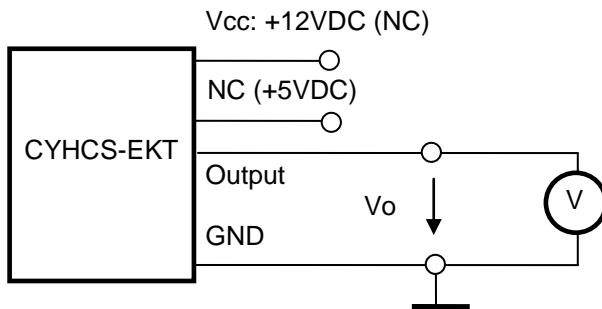 Vcc: +12VDC (NC)
NC (+5VDC)
CYHCS-EKT
Output
Vo
V
GND